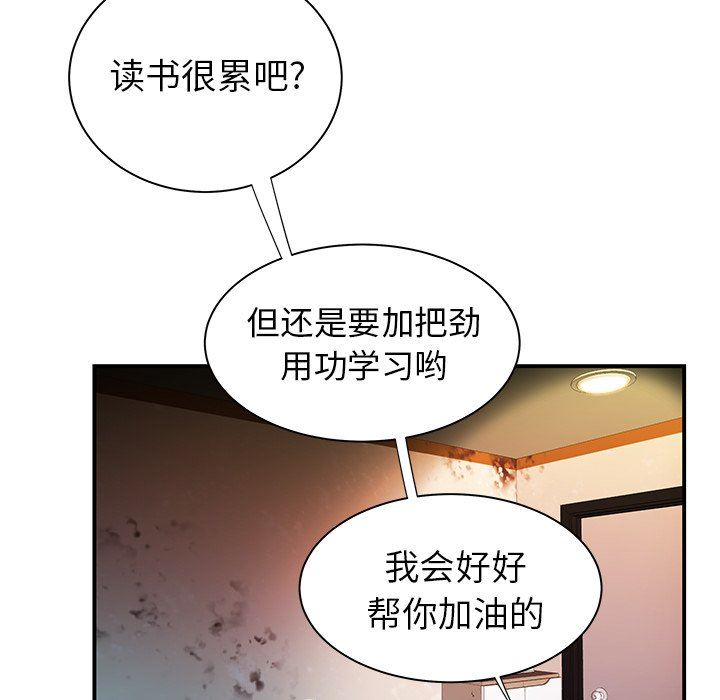 读书很累吧?
但还是要加把劲
用功学习哟
我会好好
帮你加油的